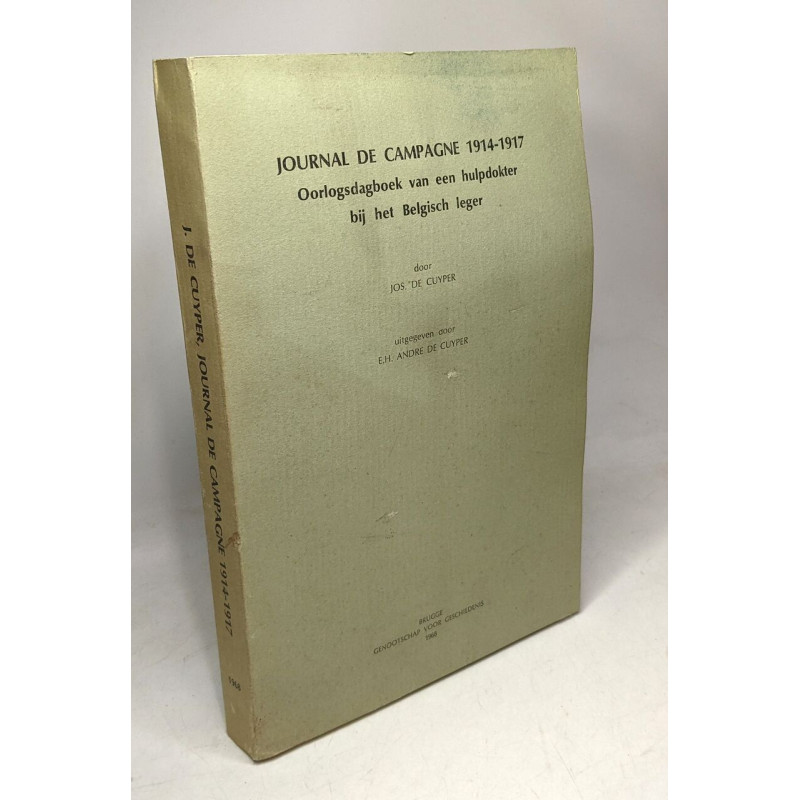 JOURNAL DE CAMPAGNE 1914-1917
Oorlogsdagboek van een hulpdokter
bij het Belgisch leger
door
JOS. DE CUYPER
uitgegeven door
E.H. ANDRE DE CUYPER
BRUGGE
GENOOTSCHAP VOOR GESCHIEDENIS
1968
J. DE CUYPER, JOURNAL DE CAMPAGNE 1914-1917
1968